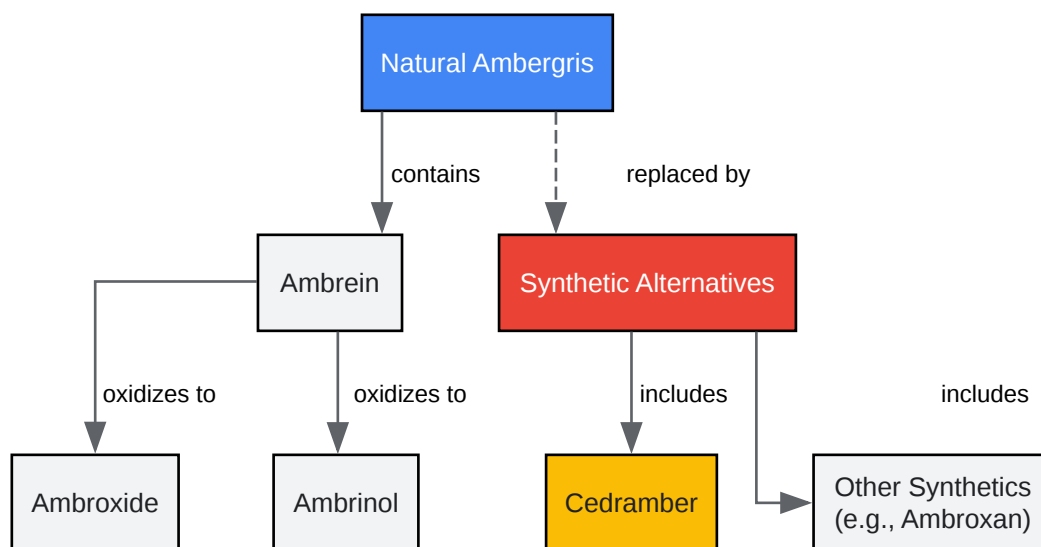 Natural Ambergris
contains
replaced by
Ambrein
Synthetic Alternatives
oxidizes to
oxidizes to
includes
includes
Ambroxide
Ambrinol
Cedramber
Other Synthetics
(e.g., Ambroxan)